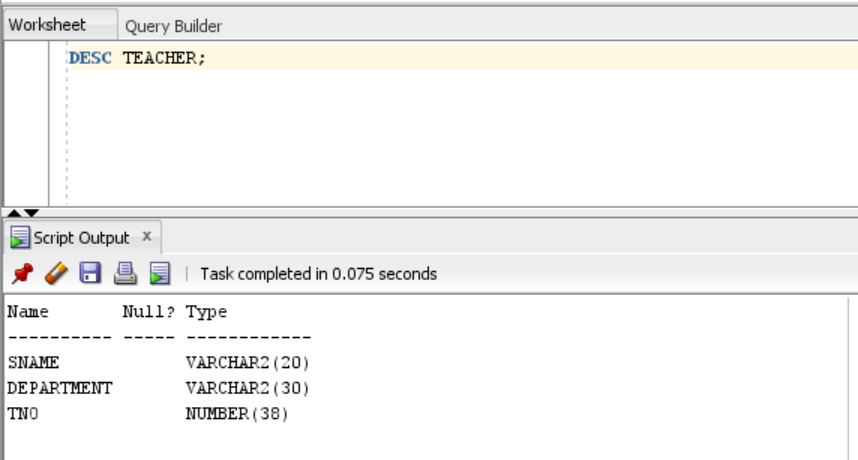 Worksheet Query Builder
DESC TEACHER;
Script Output x
Task completed in 0.075 seconds
Name Null? Type
---------- ----- ------------
SNAME VARCHAR2(20)
DEPARTMENT VARCHAR2(30)
TNO NUMBER(38)